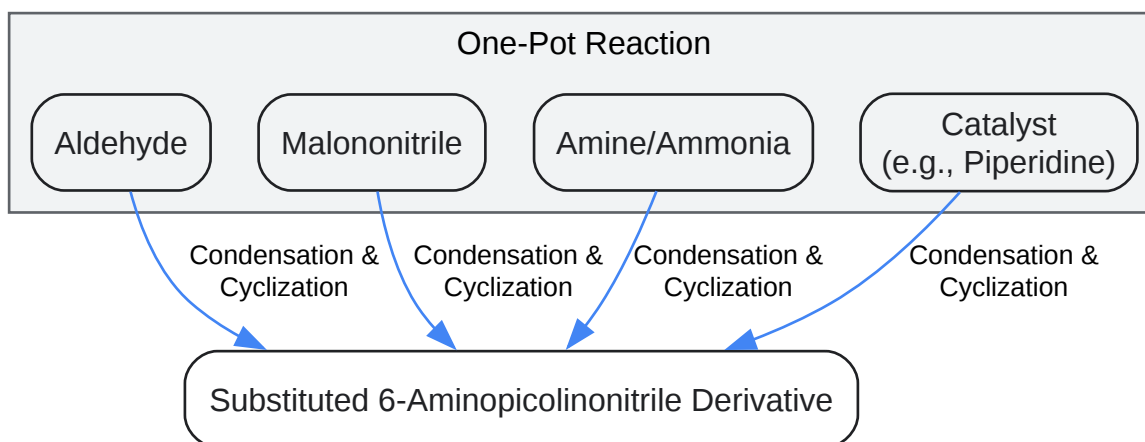 One-Pot Reaction
Aldehyde
Malononitrile
Amine/Ammonia
Catalyst
(e.g., Piperidine)
Condensation &
Cyclization
Condensation &
Cyclization
Condensation &
Cyclization
Condensation &
Cyclization
Substituted 6-Aminopicolinonitrile Derivative